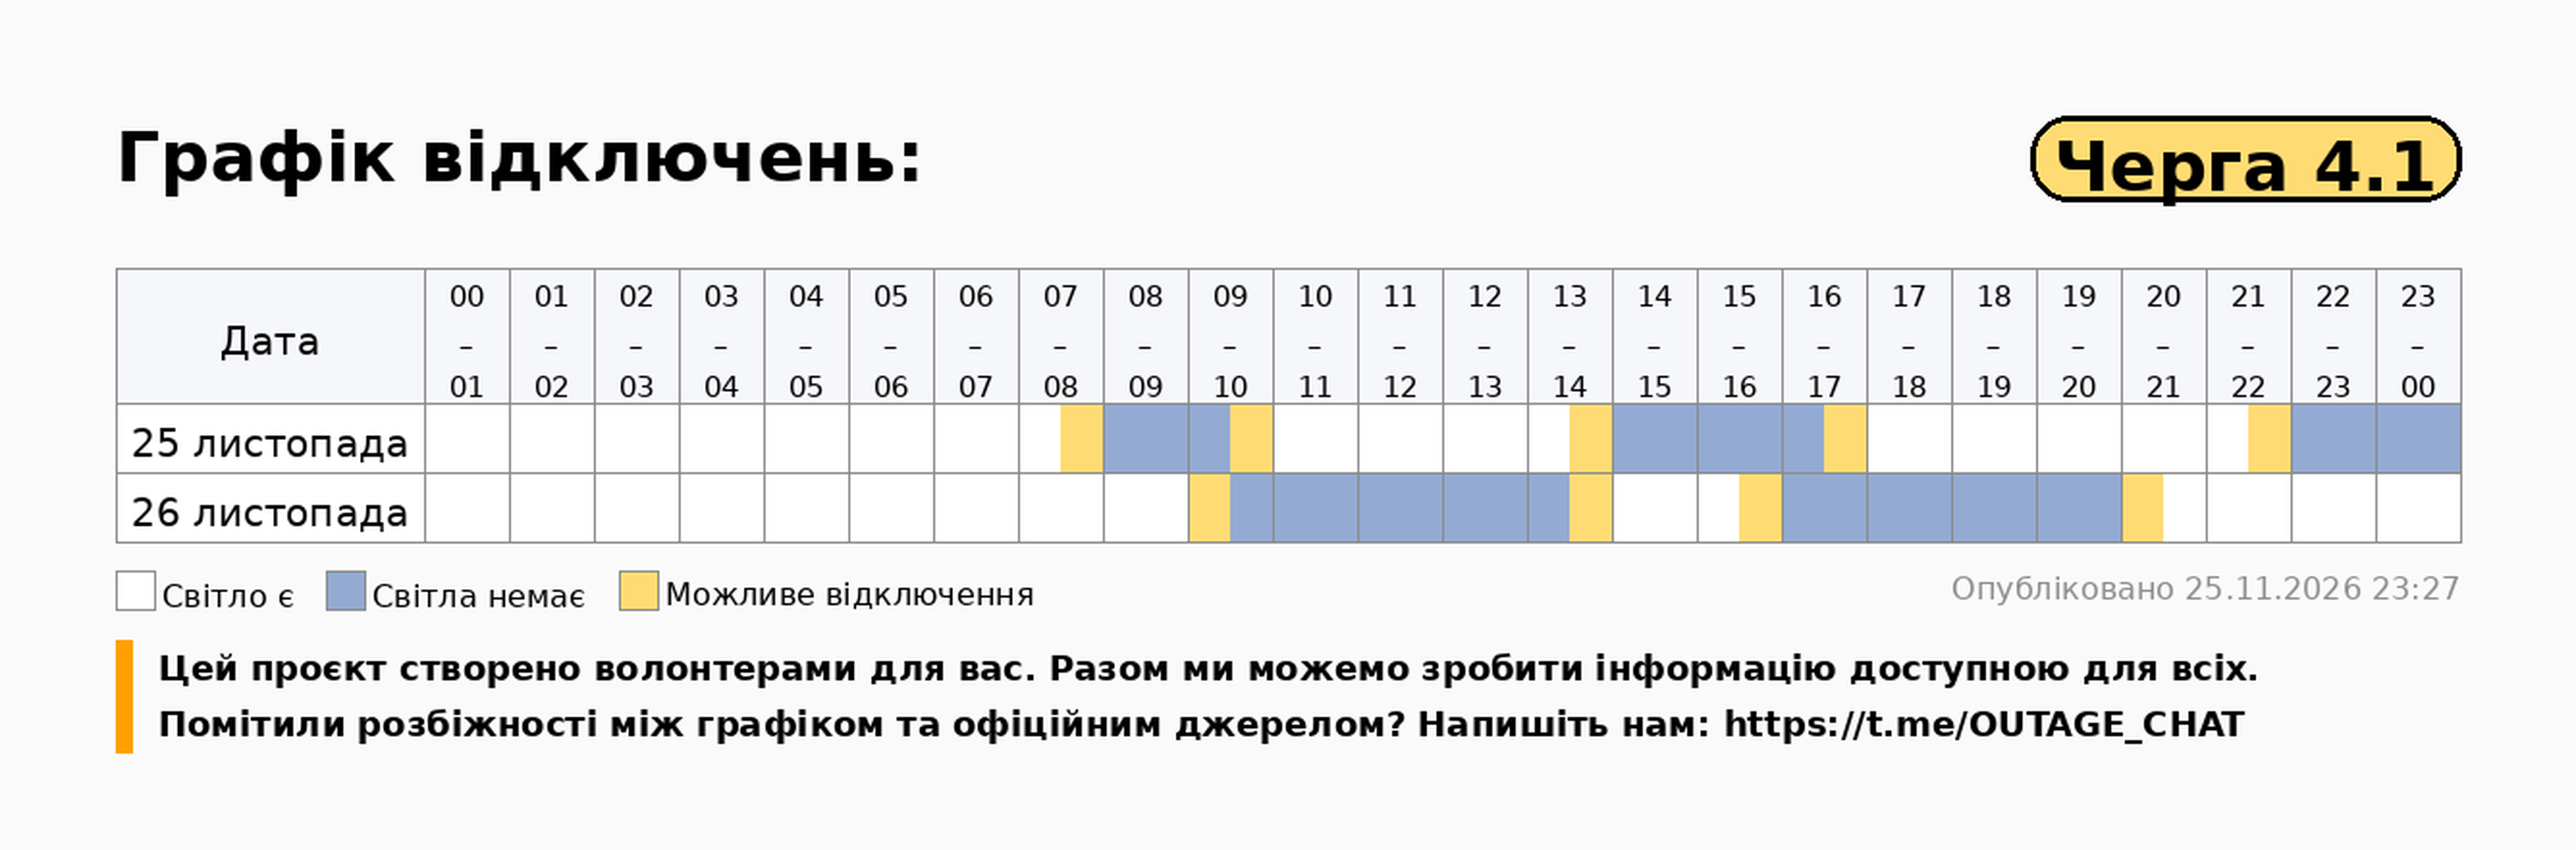 Графік відключень:
Черга 4.1
Дата
00 – 01
01 – 02
02 – 03
03 – 04
04 – 05
05 – 06
06 – 07
07 – 08
08 – 09
09 – 10
10 – 11
11 – 12
12 – 13
13 – 14
14 – 15
15 – 16
16 – 17
17 – 18
18 – 19
19 – 20
20 – 21
21 – 22
22 – 23
23 – 00
25 листопада
26 листопада
Світло є
Світла немає
Можливе відключення
Опубліковано 25.11.2026 23:27
Цей проєкт створено волонтерами для вас. Разом ми можемо зробити інформацію доступною для всіх.
Помітили розбіжності між графіком та офіційним джерелом? Напишіть нам: https://t.me/OUTAGE_CHAT